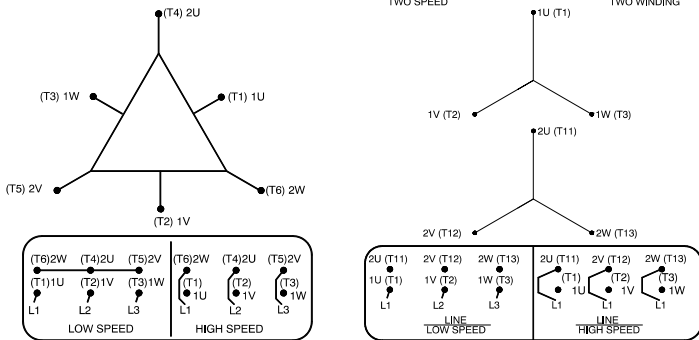 (T4) 2U
(T3) 1W
(T1) 1U
(T5) 2V
(T6) 2W
(T2) 1V
(T6)2W (T4)2U (T5)2V
(T1)1U (T2)1V (T3)1W
L1 L2 L3
LOW SPEED
(T6)2W (T4)2U (T5)2V
(T1) (T2) (T3)
1U 1V 1W
L1 L1 L3
HIGH SPEED
TWO SPEED TWO WINDING
1U (T1)
1V (T2) 1W (T3)
2U (T11)
2V (T12) 2W (T13)
2U (T11) 2V (T12) 2W (T13)
1U (T1) 1V (T2) 1W (T3)
L1 L2 L3
LINE
LOW SPEED
2U (T11) 2V (T12) 2W (T13)
(T1) (T2) (T3)
1U 1V 1W
L1 L1 L1
LINE
HIGH SPEED